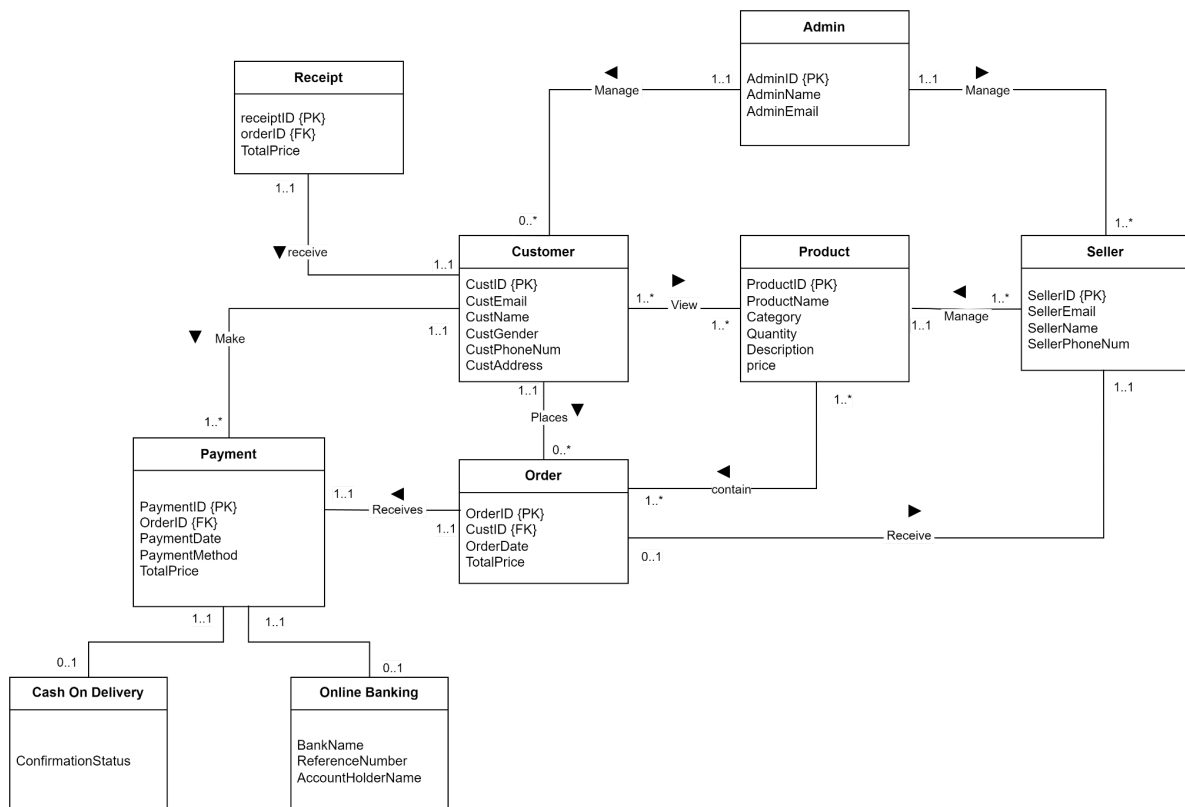 Admin
AdminID {PK}
AdminName
AdminEmail
1..1
Manage
0..*
1..1
Manage
1..*
Receipt
receiptID {PK}
orderID {FK}
TotalPrice
1..1
receive
1..1
Customer
CustID {PK}
CustEmail
CustName
CustGender
CustPhoneNum
CustAddress
1..*
View
1..*
Product
ProductID {PK}
ProductName
Category
Quantity
Description
price
1..1
Manage
1..*
Seller
SellerID {PK}
SellerEmail
SellerName
SellerPhoneNum
1..1
Make
1..*
1..1
Places
0..*
1..*
contain
1..*
1..1
Receive
0..1
Payment
PaymentID {PK}
OrderID {FK}
PaymentDate
PaymentMethod
TotalPrice
1..1
Receives
1..1
Order
OrderID {PK}
CustID {FK}
OrderDate
TotalPrice
1..1
1..1
0..1
0..1
Cash On Delivery
ConfirmationStatus
Online Banking
BankName
ReferenceNumber
AccountHolderName